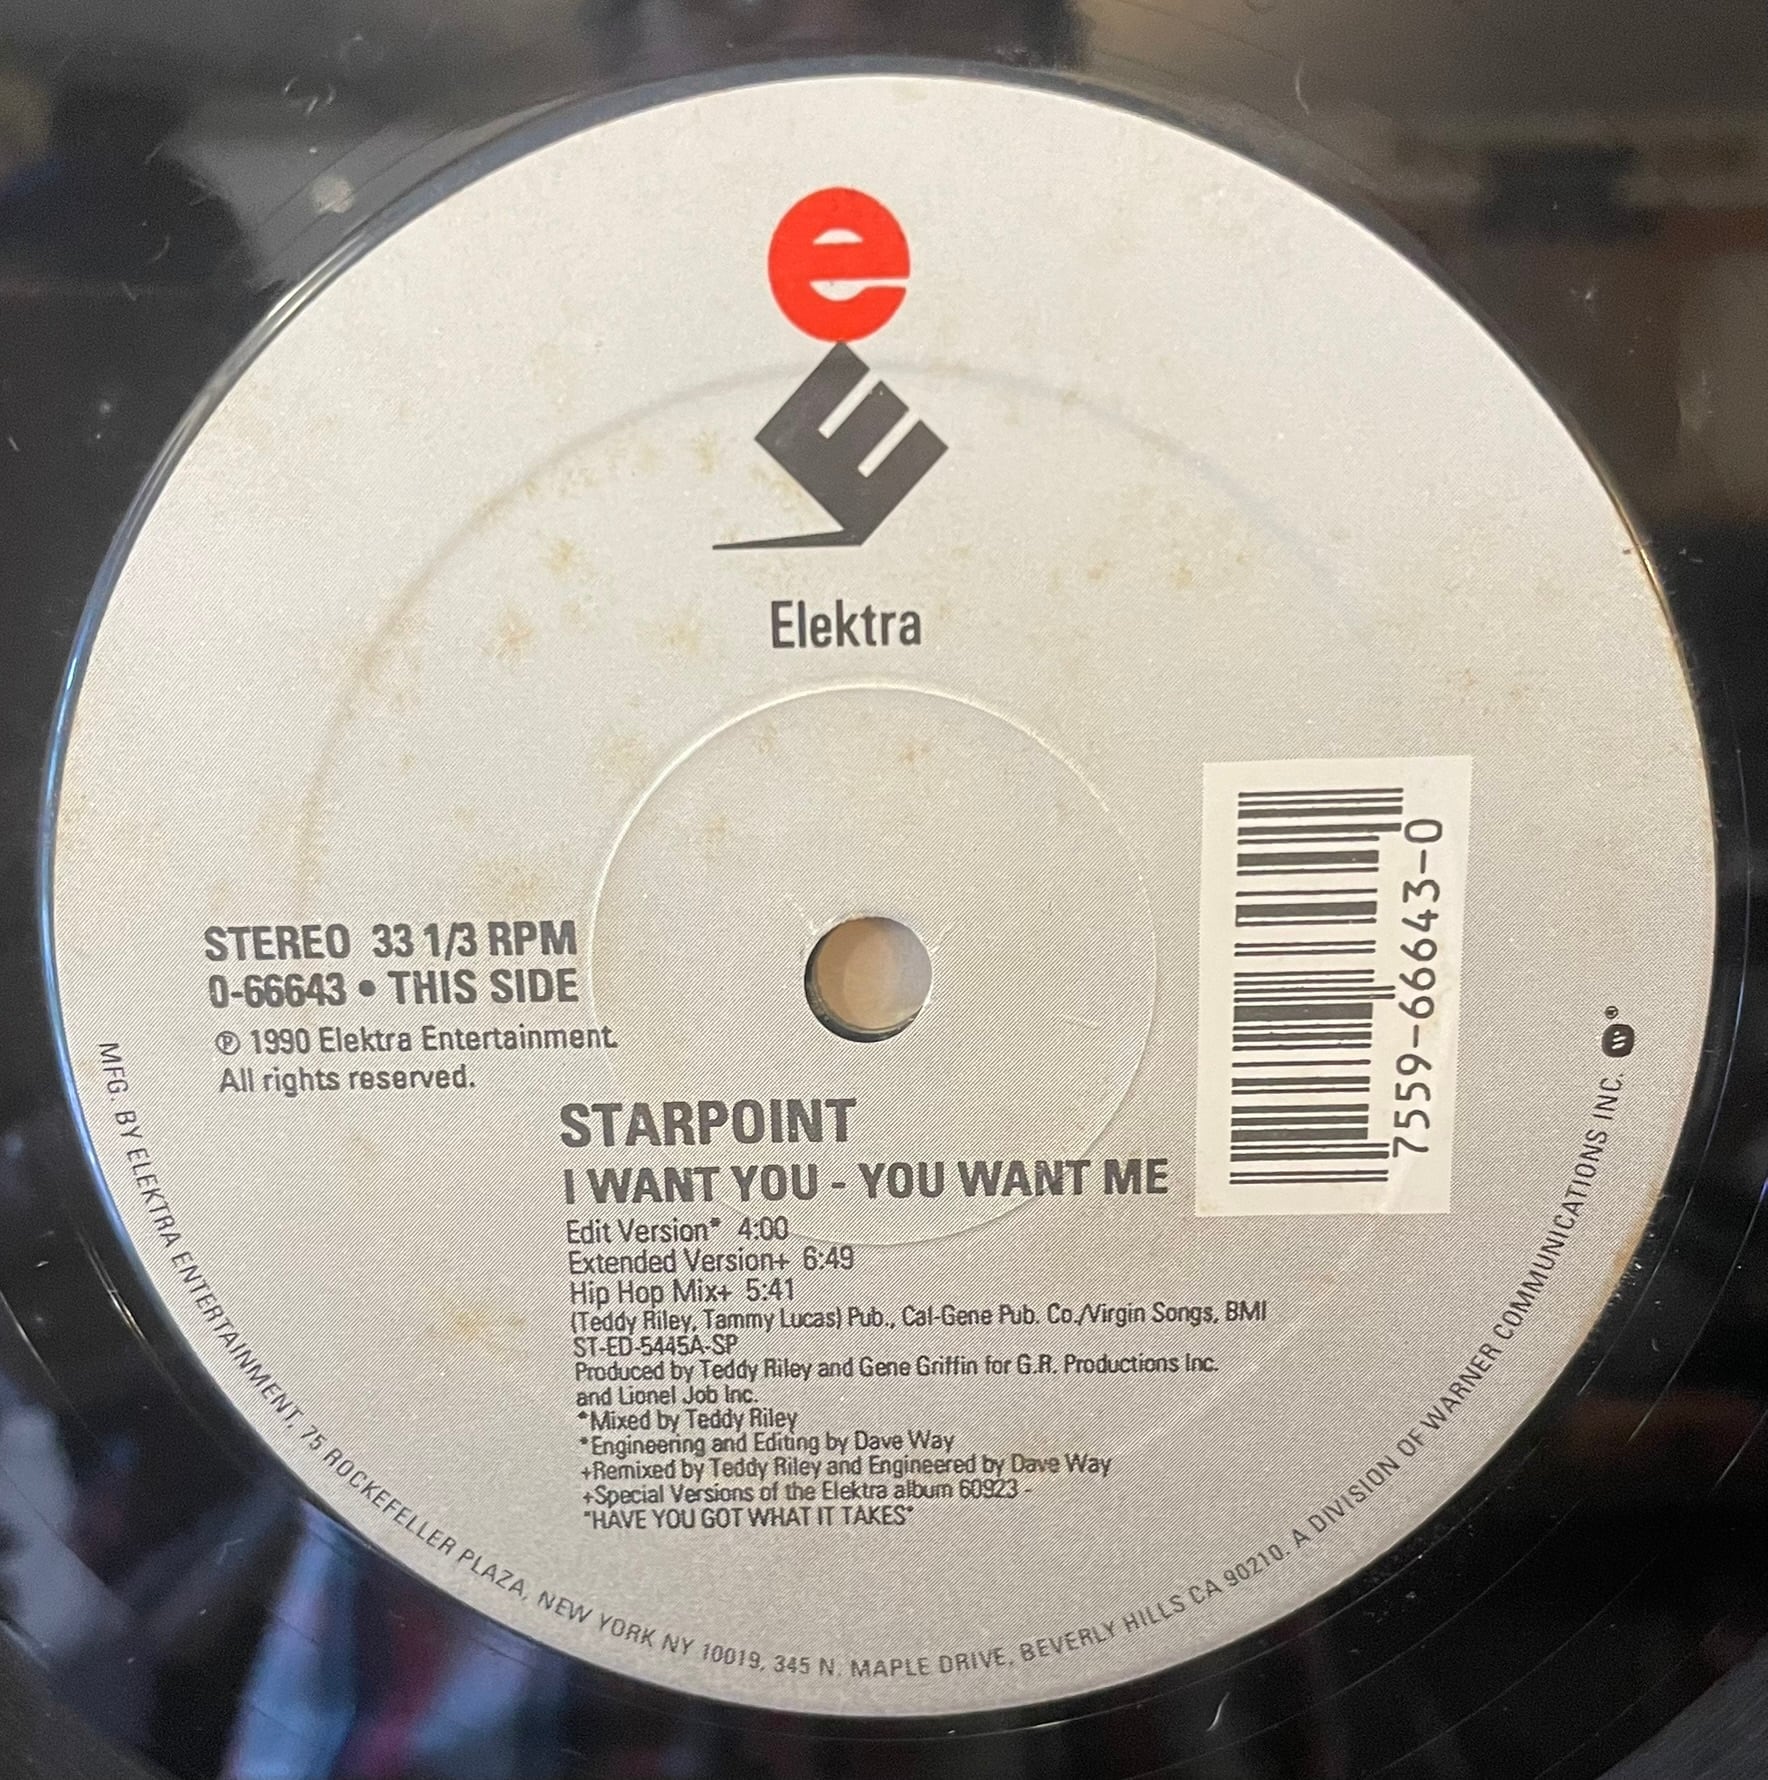 e
E
Elektra
STEREO 33 1/3 RPM
0-66643 • THIS SIDE
℗ 1990 Elektra Entertainment.
All rights reserved.
7559-66643-0
STARPOINT
I WANT YOU - YOU WANT ME
Edit Version* 4:00
Extended Version+ 6:49
Hip Hop Mix+ 5:41
(Teddy Riley, Tammy Lucas) Pub., Cal-Gene Pub. Co./Virgin Songs, BMI
ST-ED-5445A-SP
Produced by Teddy Riley and Gene Griffin for G.R. Productions Inc.
and Lionel Job Inc.
*Mixed by Teddy Riley
*Engineering and Editing by Dave Way
+Remixed by Teddy Riley and Engineered by Dave Way
+Special Versions of the Elektra album 60923 -
"HAVE YOU GOT WHAT IT TAKES"
MFG. BY ELEKTRA ENTERTAINMENT, 75 ROCKEFELLER PLAZA, NEW YORK NY 10019, 345 N. MAPLE DRIVE, BEVERLY HILLS CA 90210. A DIVISION OF WARNER COMMUNICATIONS INC. W®